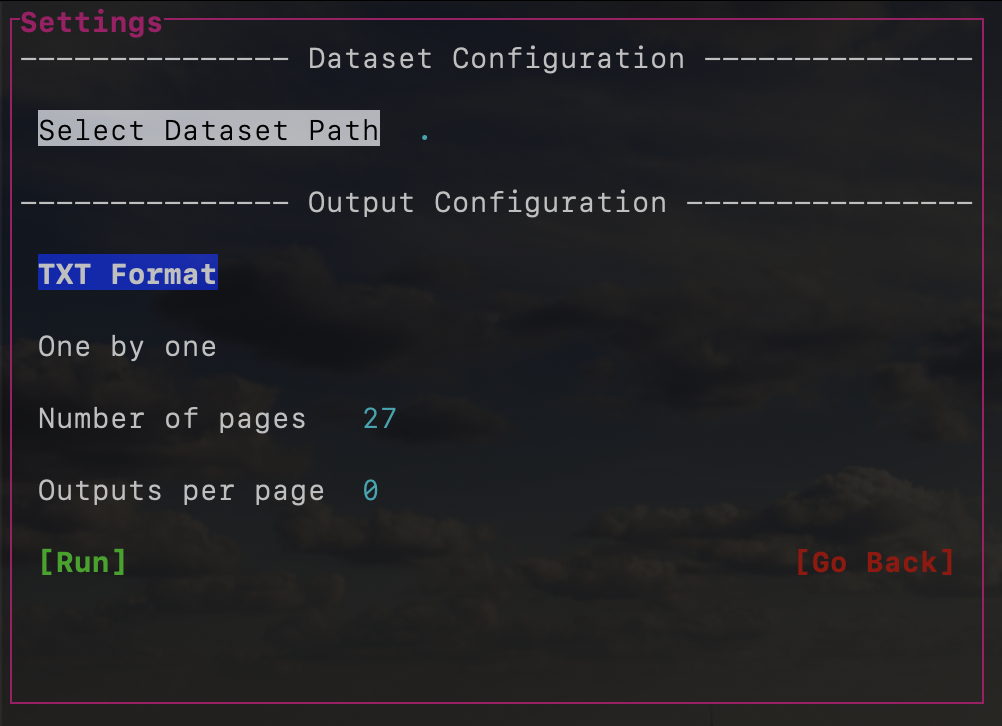 Settings
Dataset Configuration
Select Dataset Path .
Output Configuration
TXT Format
One by one
Number of pages 27
Outputs per page 0
[Run] [Go Back]